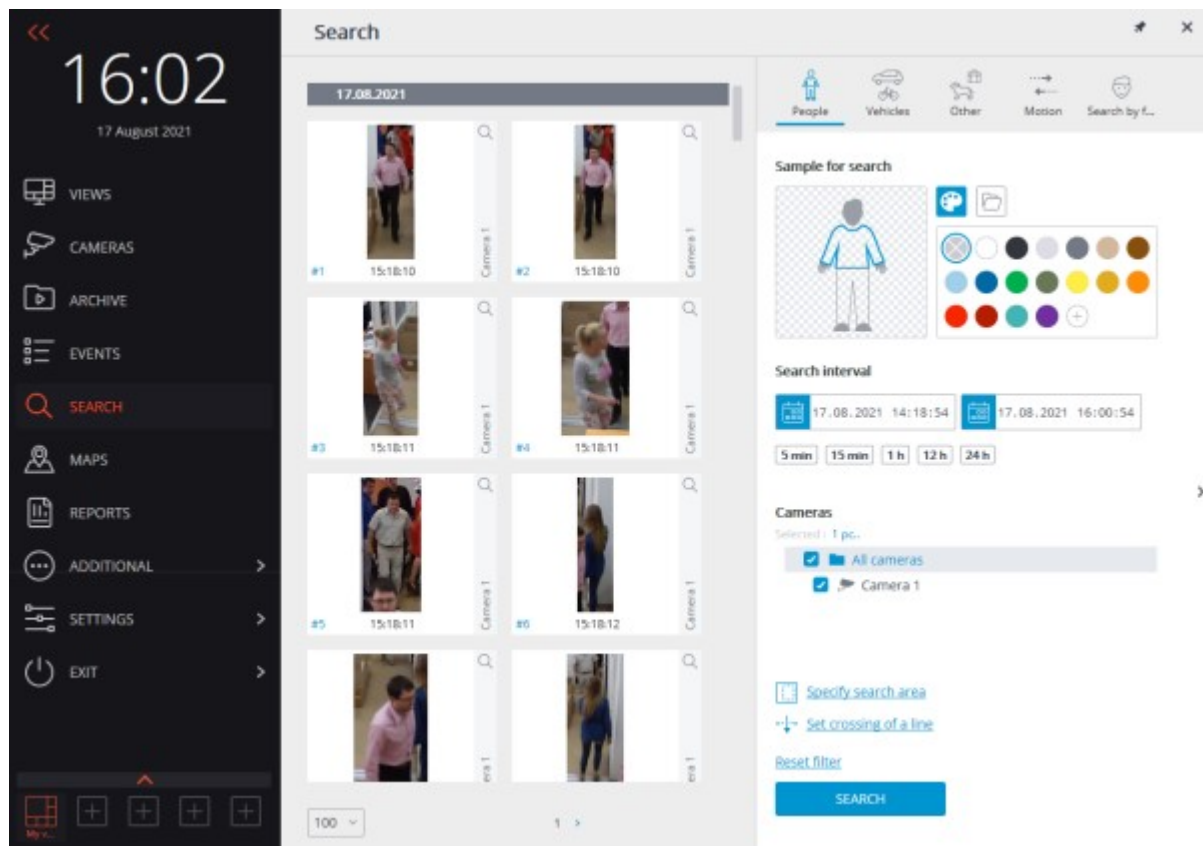 16:02
17 August 2021
VIEWS
CAMERAS
ARCHIVE
EVENTS
SEARCH
MAPS
REPORTS
ADDITIONAL
SETTINGS
EXIT
My v...
Search
17.08.2021
#1 15:18:10 Camera 1
#2 15:18:10 Camera 1
#3 15:18:11 Camera 1
#4 15:18:11 Camera 1
#5 15:18:11 Camera 1
#6 15:18:12 Camera 1
era 1
era 1
100
1
People Vehicles Other Motion Search by f...
Sample for search
Search interval
17.08.2021 14:18:54 17.08.2021 16:00:54
5 min 15 min 1 h 12 h 24 h
Cameras
Selected: 1 pc..
All cameras
Camera 1
Specify search area
Set crossing of a line
Reset filter
SEARCH